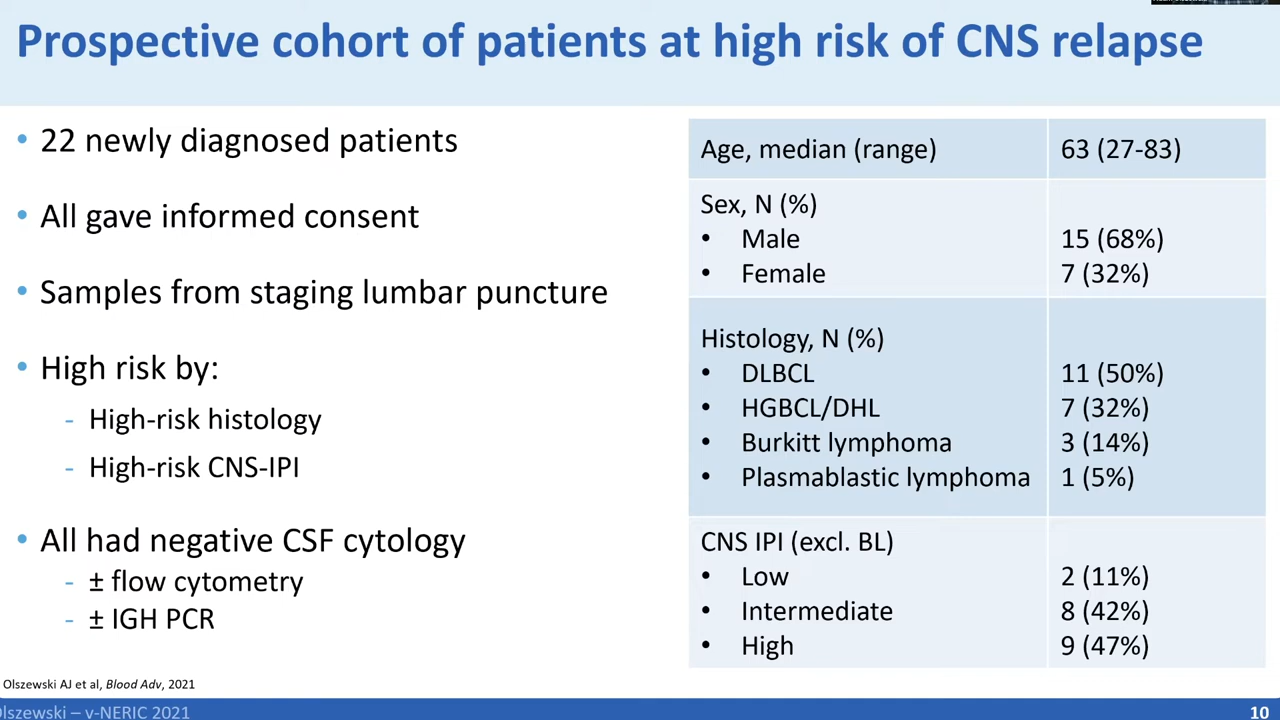 Prospective cohort of patients at high risk of CNS relapse
• 22 newly diagnosed patients
• All gave informed consent
• Samples from staging lumbar puncture
• High risk by:
- High-risk histology
- High-risk CNS-IPI
• All had negative CSF cytology
- ± flow cytometry
- ± IGH PCR
Age, median (range) 63 (27-83)
Sex, N (%)
• Male 15 (68%)
• Female 7 (32%)
Histology, N (%)
• DLBCL 11 (50%)
• HGBCL/DHL 7 (32%)
• Burkitt lymphoma 3 (14%)
• Plasmablastic lymphoma 1 (5%)
CNS IPI (excl. BL)
• Low 2 (11%)
• Intermediate 8 (42%)
• High 9 (47%)
Olszewski AJ et al, Blood Adv, 2021
Olszewski – v-NERIC 2021
10